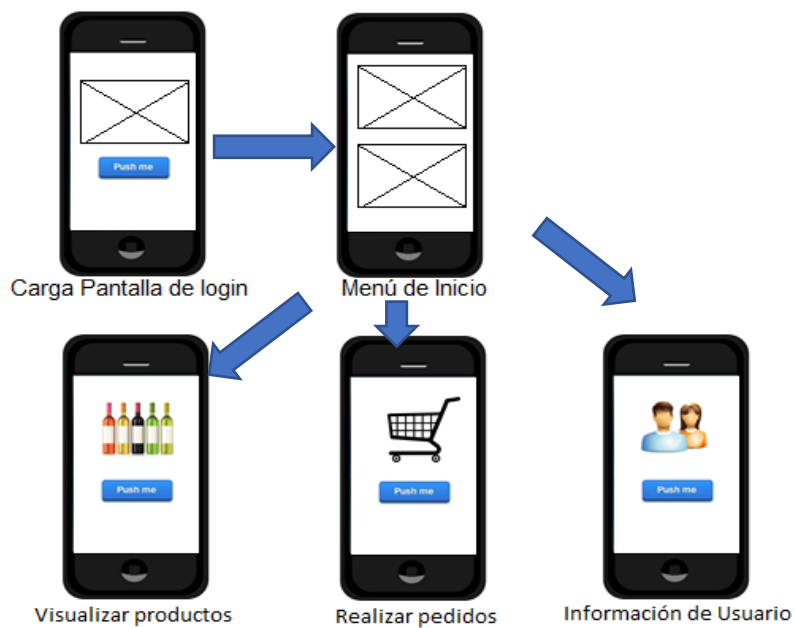 Push me
Carga Pantalla de login
Menú de Inicio
Push me
Push me
Push me
Visualizar productos
Realizar pedidos
Información de Usuario